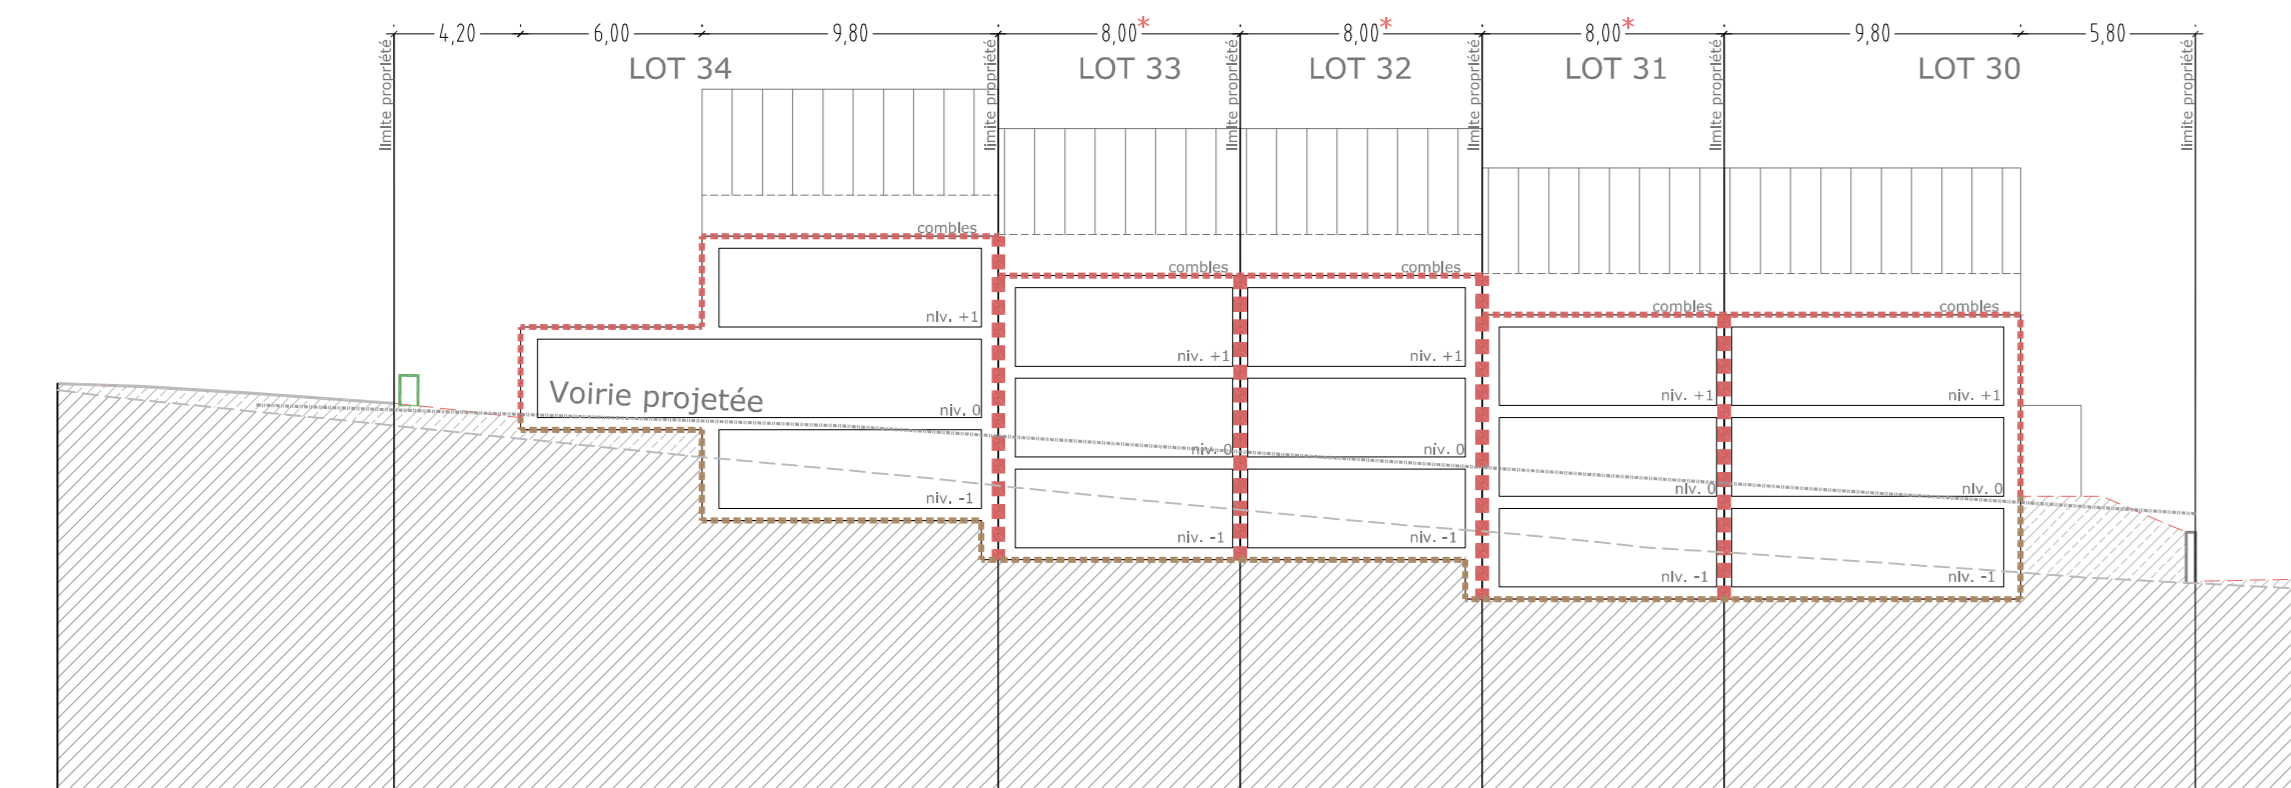 4,20 6,00 9,80 8,00* 8,00* 8,00* 9,80 5,80
limite propriété
limite propriété
limite propriété
limite propriété
limite propriété
limite propriété
LOT 34 LOT 33 LOT 32 LOT 31 LOT 30
combles
combles combles
combles combles
niv. +1
niv. +1 niv. +1
niv. +1 niv. +1
Voirie projetée
niv. 0
niv. 0 niv. 0
niv. 0 niv. 0
niv. -1
niv. -1 niv. -1
niv. -1 niv. -1